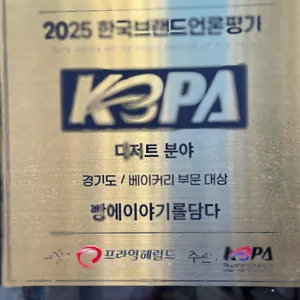 2025 한국브랜드언론평가
KBPA
디저트 분야
경기도 / 베이커리 부문 대상
빵에이야기를담다
프라임헤럴드 KBPA